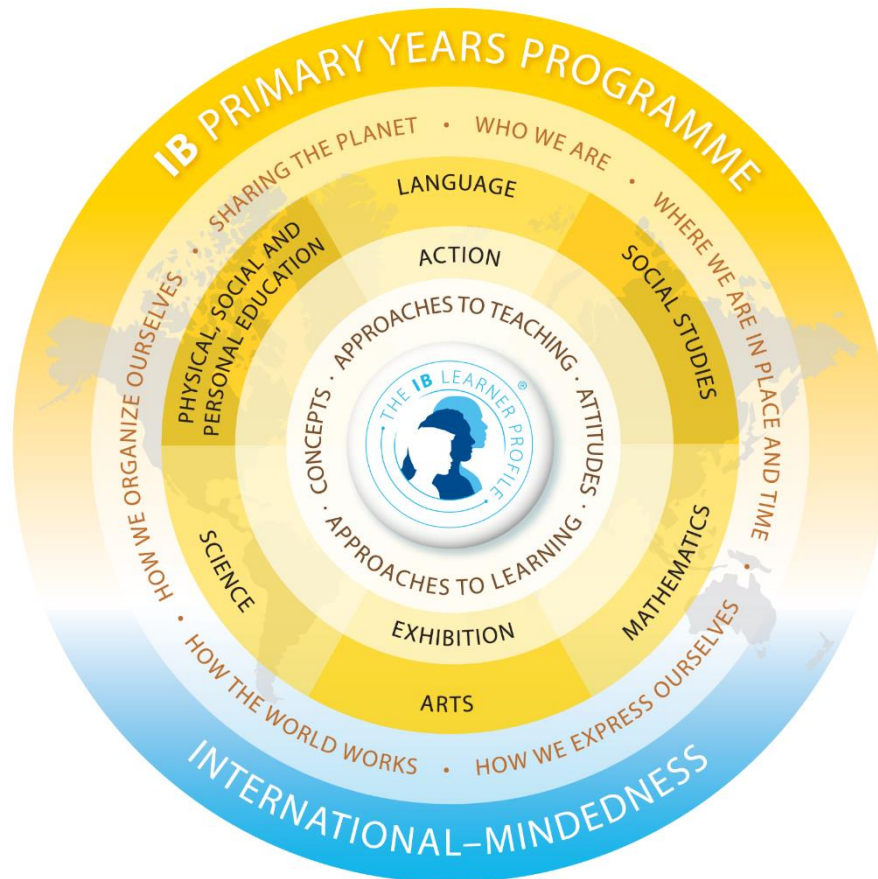 IB PRIMARY YEARS PROGRAMME
SHARING THE PLANET • WHO WE ARE • WHERE WE ARE IN PLACE AND TIME • HOW WE EXPRESS OURSELVES • HOW THE WORLD WORKS • HOW WE ORGANIZE OURSELVES •
LANGUAGE
SOCIAL STUDIES
MATHEMATICS
ARTS
SCIENCE
PHYSICAL, SOCIAL AND
PERSONAL EDUCATION
ACTION
EXHIBITION
APPROACHES TO TEACHING · ATTITUDES · APPROACHES TO LEARNING · CONCEPTS ·
• THE IB LEARNER PROFILE • ®
INTERNATIONAL–MINDEDNESS